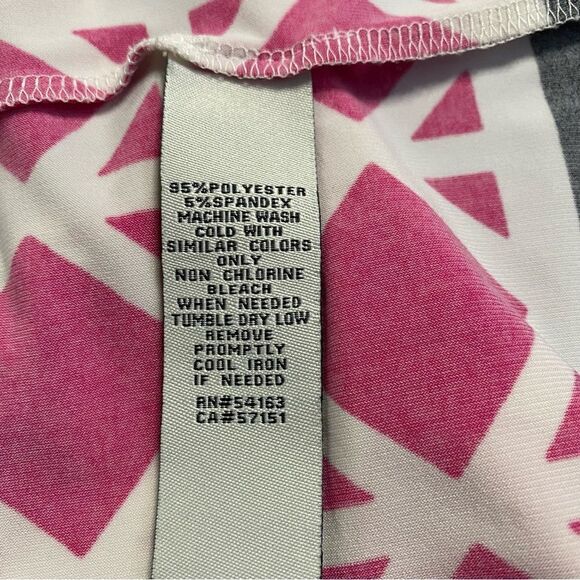 95%POLYESTER
5%SPANDEX
MACHINE WASH
COLD WITH
SIMILAR COLORS
ONLY
NON CHLORINE
BLEACH
WHEN NEEDED
TUMBLE DRY LOW
REMOVE
PROMPTLY
COOL IRON
IF NEEDED
RN#54163
CA#57151